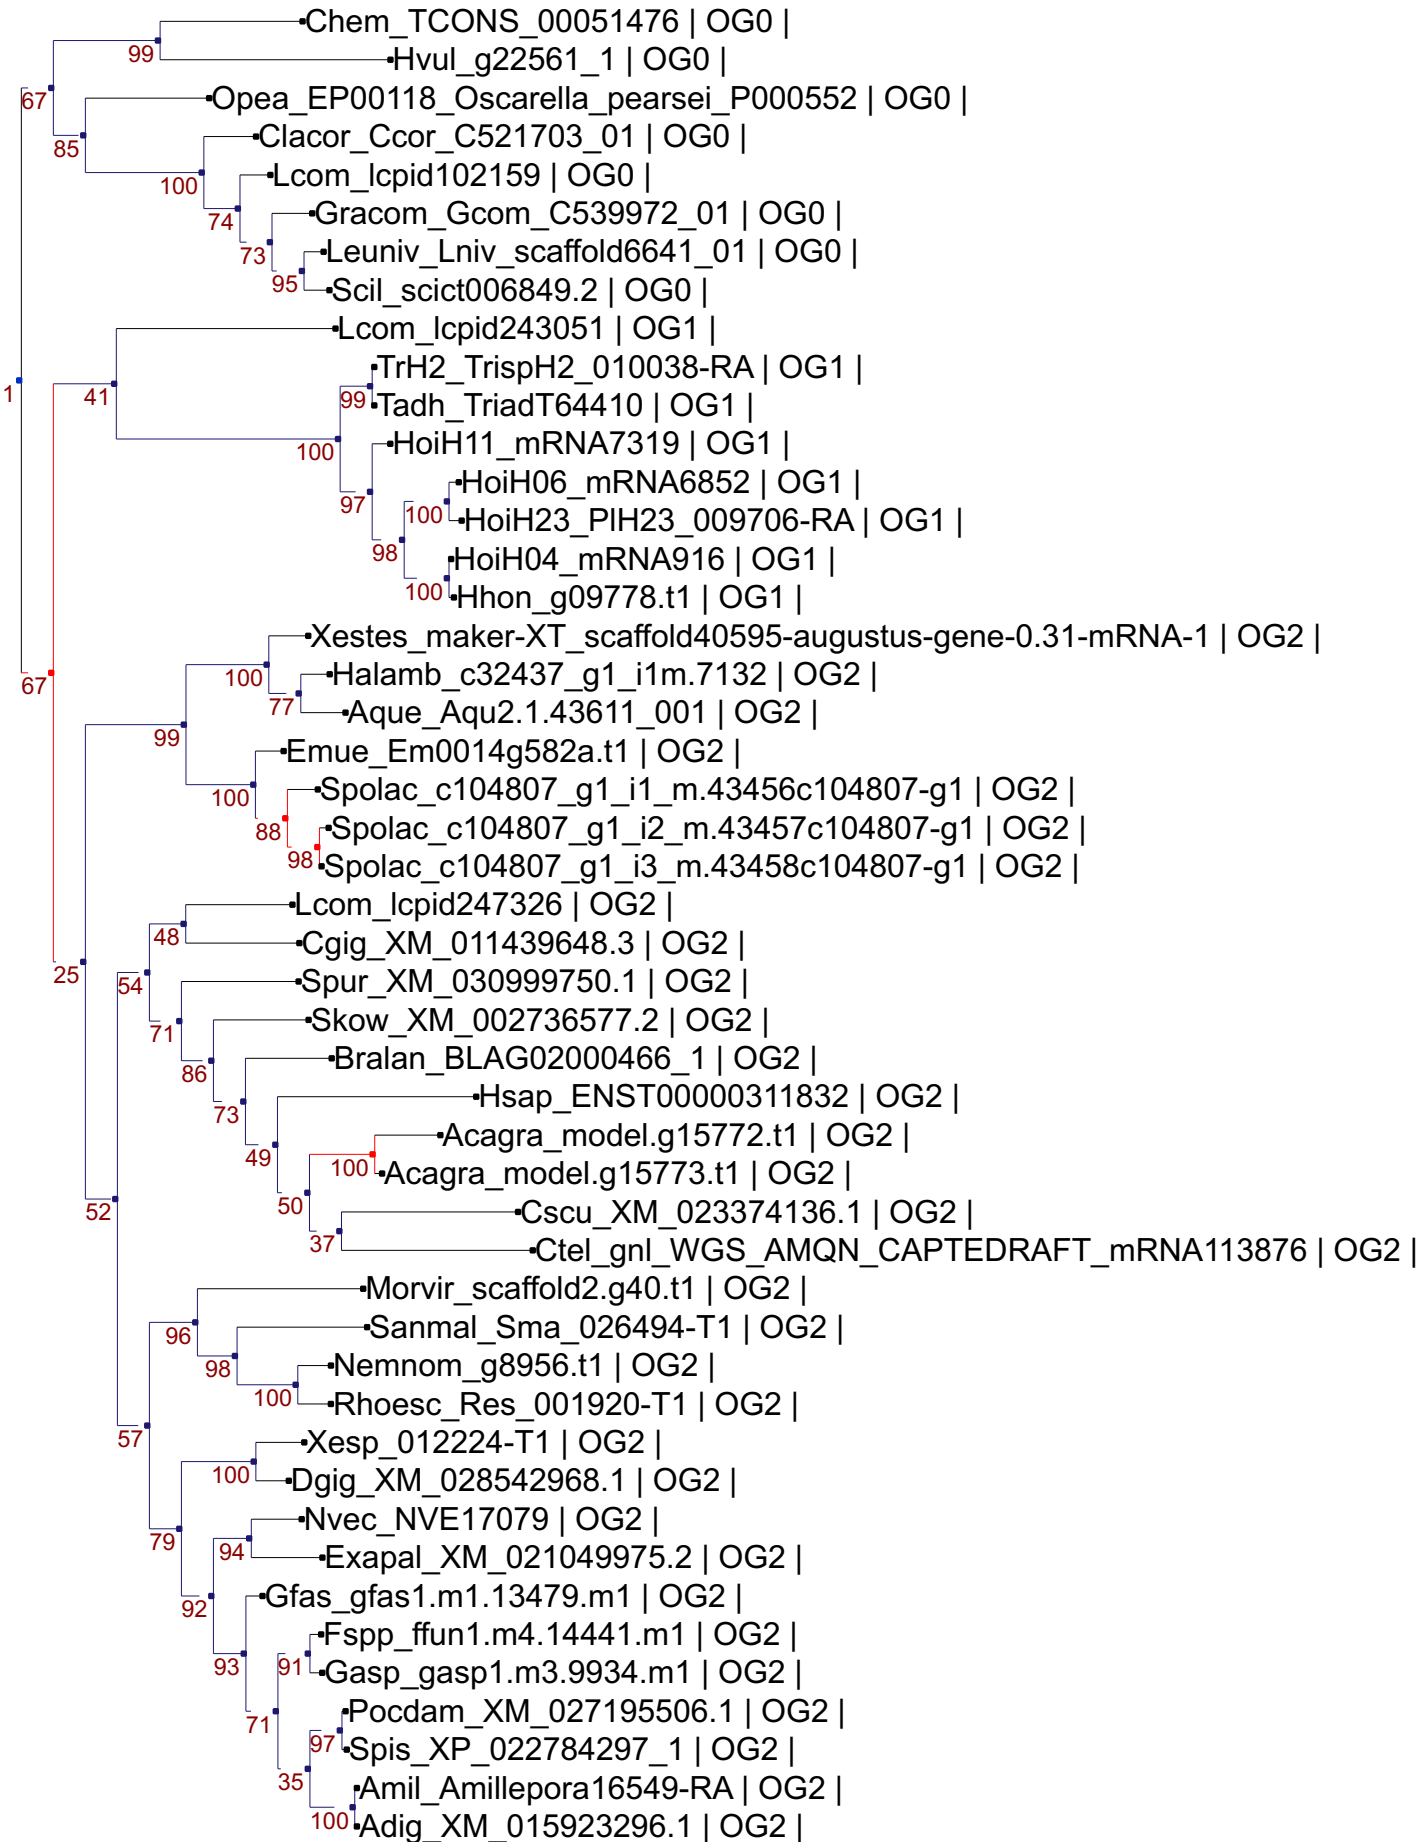 Chem_TCONS_00051476 | OG0 |
99
Hvul_g22561_1 | OG0 |
67
Opea_EP00118_Oscarella_pearsei_P000552 | OG0 |
85
Clacor_Ccor_C521703_01 | OG0 |
100
Lcom_lcpid102159 | OG0 |
74
Gracom_Gcom_C539972_01 | OG0 |
73
Leuniv_Lniv_scaffold6641_01 | OG0 |
95
Scil_scict006849.2 | OG0 |
Lcom_lcpid243051 | OG1 |
TrH2_TrispH2_010038-RA | OG1 |
1
41
99
Tadh_TriadT64410 | OG1 |
100
HoiH11_mRNA7319 | OG1 |
97
HoiH06_mRNA6852 | OG1 |
100
HoiH23_PlH23_009706-RA | OG1 |
98
HoiH04_mRNA916 | OG1 |
100
Hhon_g09778.t1 | OG1 |
Xestes_maker-XT_scaffold40595-augustus-gene-0.31-mRNA-1 | OG2 |
67
100
Halamb_c32437_g1_i1m.7132 | OG2 |
77
Aque_Aqu2.1.43611_001 | OG2 |
99
Emue_Em0014g582a.t1 | OG2 |
100
Spolac_c104807_g1_i1_m.43456c104807-g1 | OG2 |
88
Spolac_c104807_g1_i2_m.43457c104807-g1 | OG2 |
98
Spolac_c104807_g1_i3_m.43458c104807-g1 | OG2 |
Lcom_lcpid247326 | OG2 |
48
Cgig_XM_011439648.3 | OG2 |
25
54
Spur_XM_030999750.1 | OG2 |
71
Skow_XM_002736577.2 | OG2 |
86
Bralan_BLAG02000466_1 | OG2 |
73
Hsap_ENST00000311832 | OG2 |
49
Acagra_model.g15772.t1 | OG2 |
100
Acagra_model.g15773.t1 | OG2 |
50
52
Cscu_XM_023374136.1 | OG2 |
37
Ctel_gnl_WGS_AMQN_CAPTEDRAFT_mRNA113876 | OG2 |
Morvir_scaffold2.g40.t1 | OG2 |
96
Sanmal_Sma_026494-T1 | OG2 |
98
Nemnom_g8956.t1 | OG2 |
100
Rhoesc_Res_001920-T1 | OG2 |
57
Xesp_012224-T1 | OG2 |
100
Dgig_XM_028542968.1 | OG2 |
Nvec_NVE17079 | OG2 |
79
94
Exapal_XM_021049975.2 | OG2 |
92
Gfas_gfas1.m1.13479.m1 | OG2 |
Fspp_ffun1.m4.14441.m1 | OG2 |
93
91
Gasp_gasp1.m3.9934.m1 | OG2 |
71
Pocdam_XM_027195506.1 | OG2 |
97
Spis_XP_022784297_1 | OG2 |
35
Amil_Amillepora16549-RA | OG2 |
100
Adig_XM_015923296.1 | OG2 |